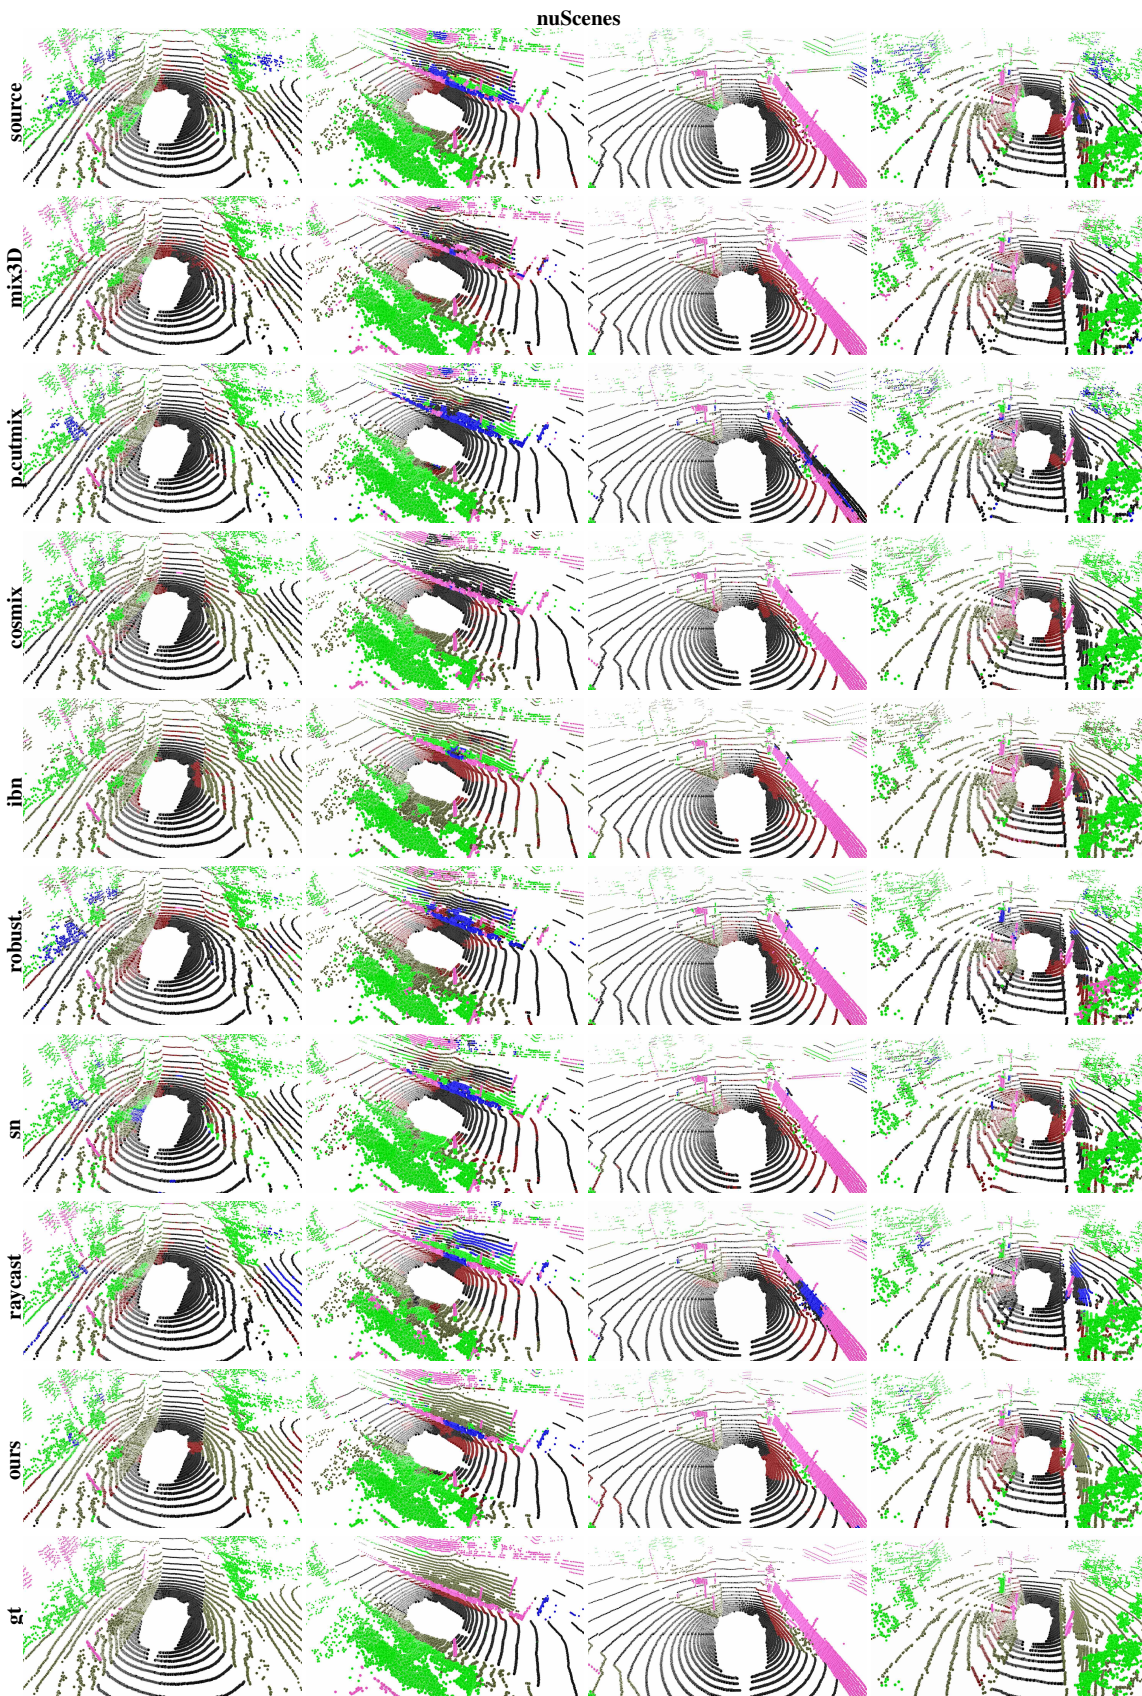 nuScenes
source
mix3D
p.cutmix
cosmix
ibn
robust.
sn
raycast
ours
gt